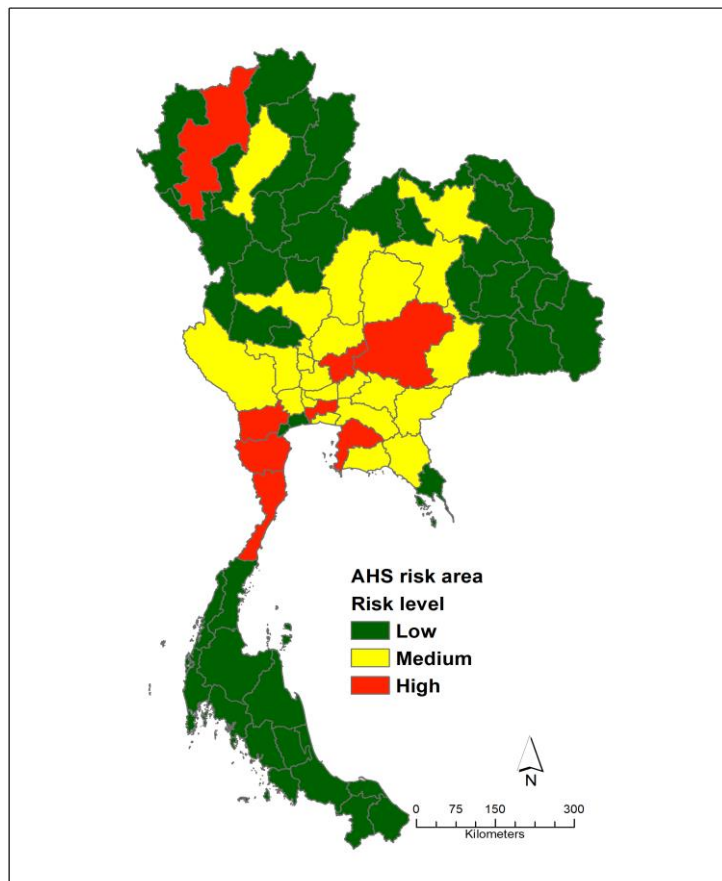 AHS risk area
Risk level
Low
Medium
High
N
0 75 150 300
Kilometers